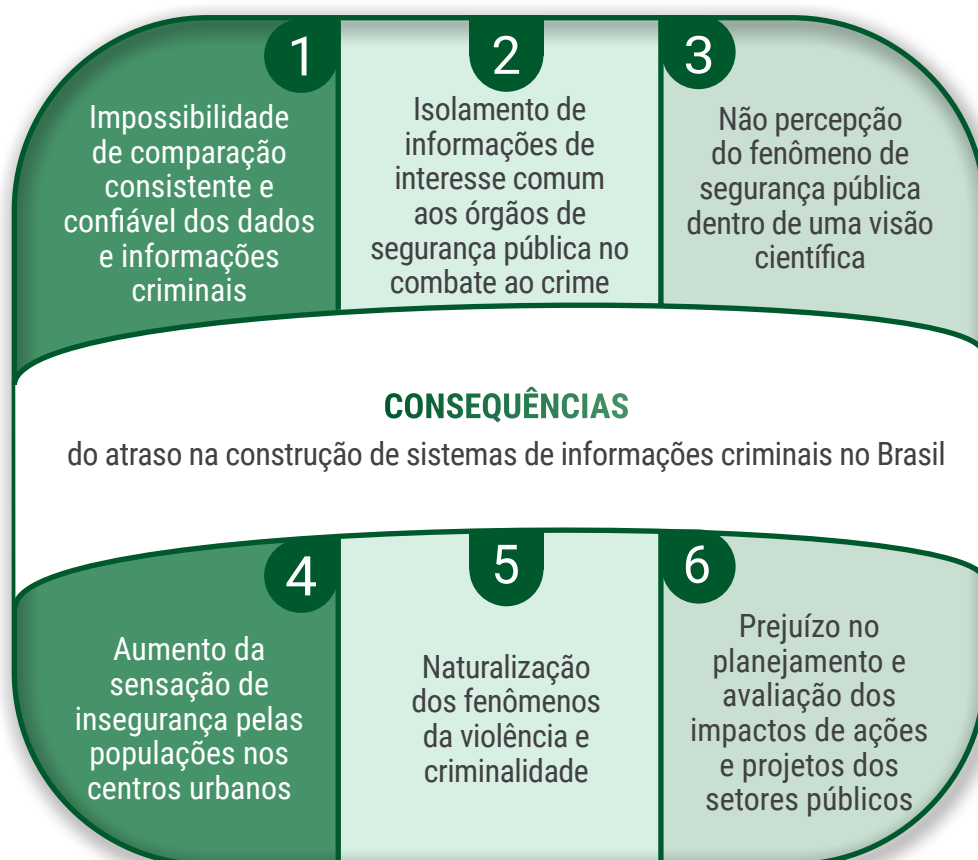 1
Impossibilidade
de comparação
consistente e
confiável dos dados
e informações
criminais
2
Isolamento de
informações de
interesse comum
aos órgãos de
segurança pública no
combate ao crime
3
Não percepção
do fenômeno de
segurança pública
dentro de uma visão
científica
CONSEQUÊNCIAS
do atraso na construção de sistemas de informações criminais no Brasil
4
Aumento da
sensação de
insegurança pelas
populações nos
centros urbanos
5
Naturalização
dos fenômenos
da violência e
criminalidade
6
Prejuízo no
planejamento e
avaliação dos
impactos de ações
e projetos dos
setores públicos